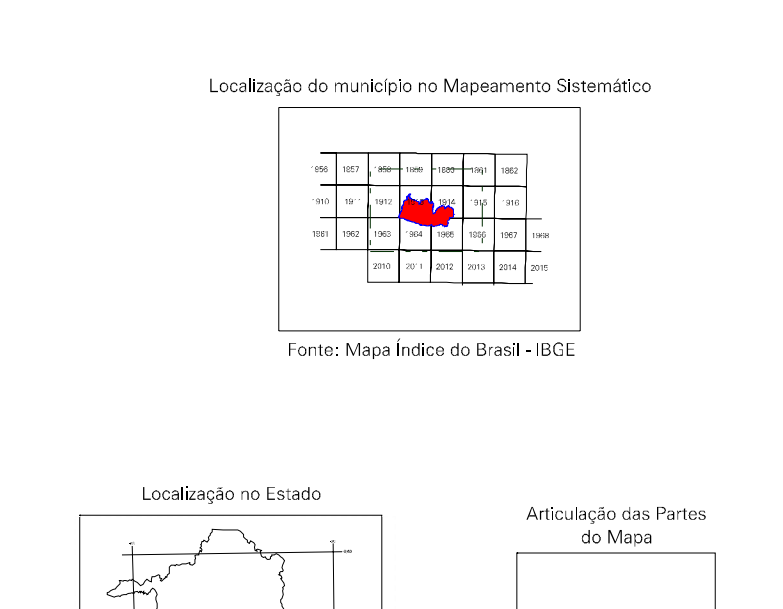 Localização do município no Mapeamento Sistemático
1856 1857 1858 1859 1861 1862
1910 1912 1914 1915 1916
1961 1962 1963 1964 1965 1966 1967 1968
2010 2011 2012 2013 2014 2015
Fonte: Mapa Índice do Brasil - IBGE
Localização no Estado
Articulação das Partes
do Mapa